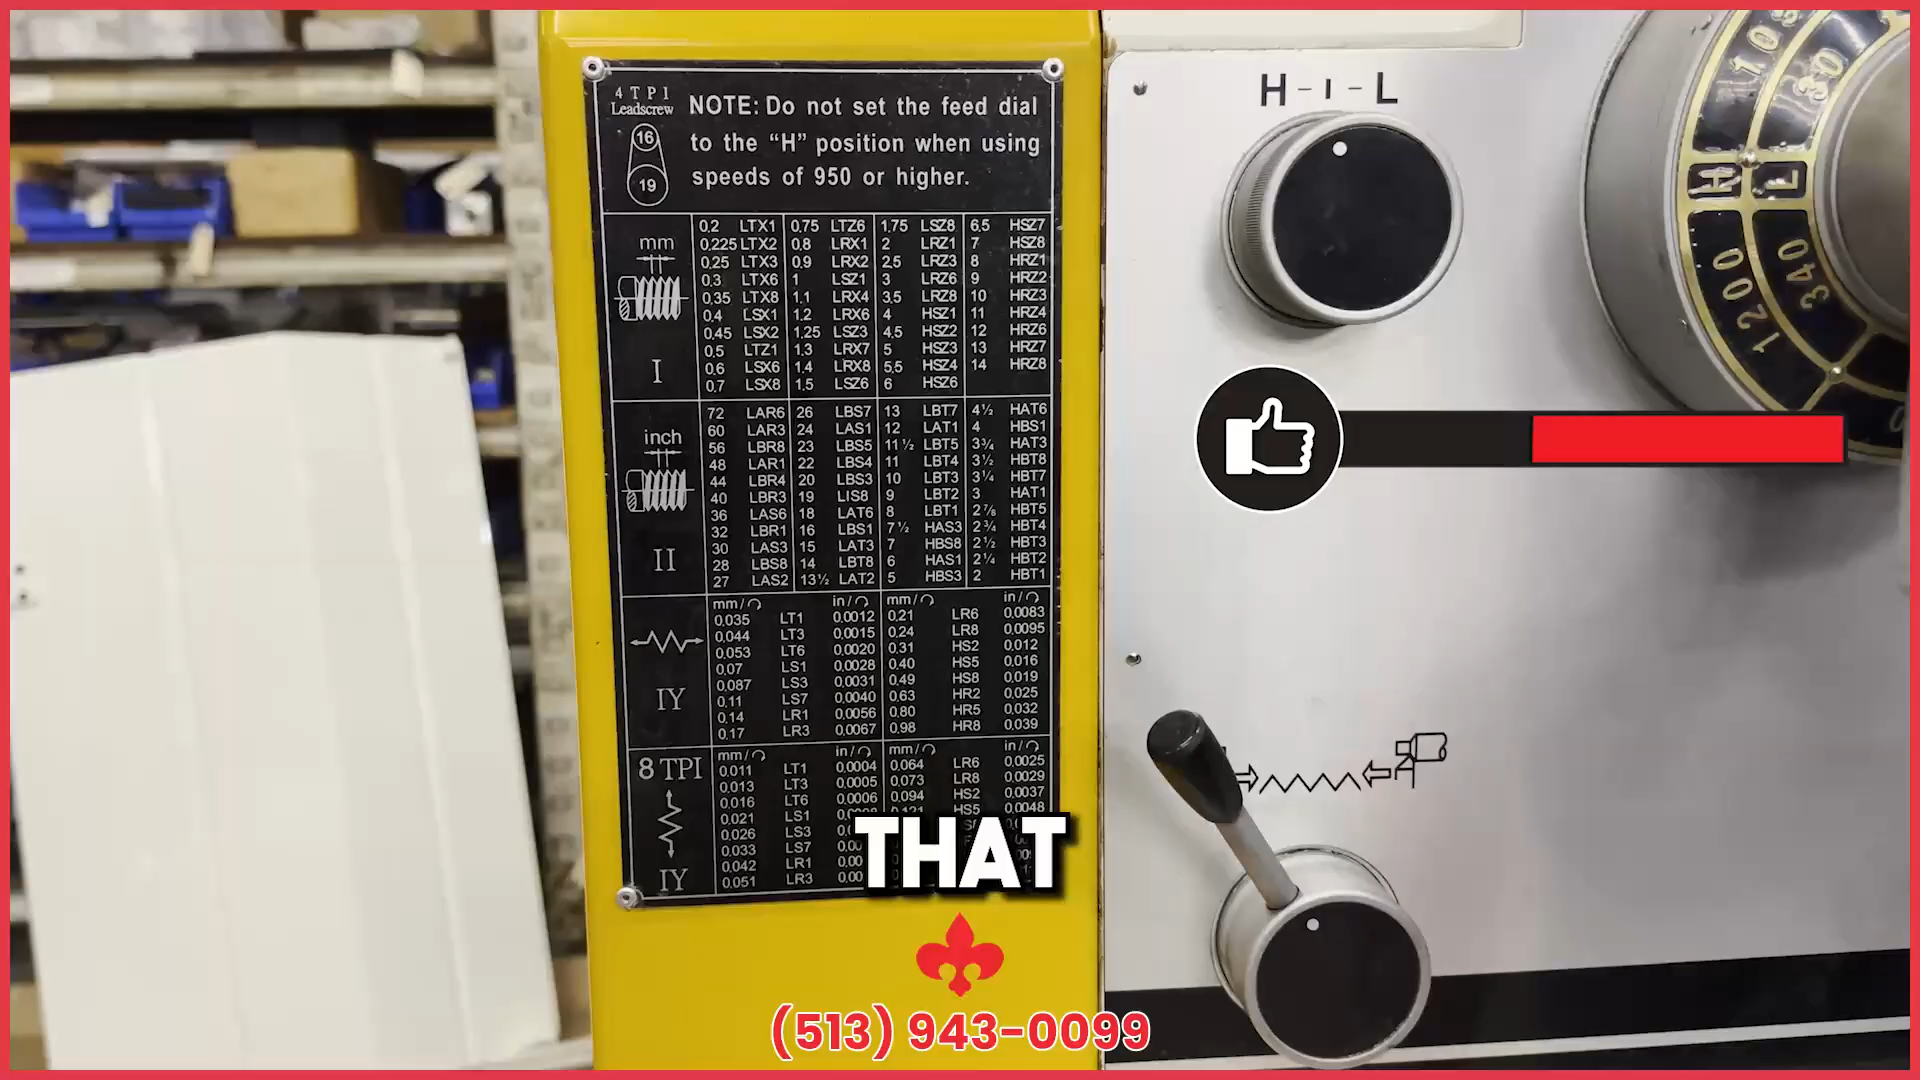 4 T P I
Leadscrew
16
19
NOTE: Do not set the feed dial
to the “H” position when using
speeds of 950 or higher.
mm
I
0.2 LTX1 0.75 LTZ6 1.75 LSZ8 6.5 HSZ7
0.225 LTX2 0.8 LRX1 2 LRZ1 7 HSZ8
0.25 LTX3 0.9 LRX2 2.5 LRZ3 8 HRZ1
0.3 LTX6 1 LSZ1 3 LRZ6 9 HRZ2
0.35 LTX8 1.1 LRX4 3.5 LRZ8 10 HRZ3
0.4 LSX1 1.2 LRX6 4 HSZ1 11 HRZ4
0.45 LSX2 1.25 LSZ3 4.5 HSZ2 12 HRZ6
0.5 LTZ1 1.3 LRX7 5 HSZ3 13 HRZ7
0.6 LSX6 1.4 LRX8 5.5 HSZ4 14 HRZ8
0.7 LSX8 1.5 LSZ6 6 HSZ6
inch
II
72 LAR6 26 LBS7 13 LBT7 4½ HAT6
60 LAR3 24 LAS1 12 LAT1 4 HBS1
56 LBR8 23 LBS5 11½ LBT5 3¾ HAT3
48 LAR1 22 LBS4 11 LBT4 3½ HBT8
44 LBR4 20 LBS3 10 LBT3 3¼ HBT7
40 LBR3 19 LIS8 9 LBT2 3 HAT1
36 LAS6 18 LAT6 8 LBT1 2⅞ HBT5
32 LBR1 16 LBS1 7½ HAS3 2¾ HBT4
30 LAS3 15 LAT3 7 HBS8 2½ HBT3
28 LBS8 14 LBT8 6 HAS1 2¼ HBT2
27 LAS2 13½ LAT2 5 HBS3 2 HBT1
IY
mm/ in/ mm/ in/
0.035 LT1 0.0012 0.21 LR6 0.0083
0.044 LT3 0.0015 0.24 LR8 0.0095
0.053 LT6 0.0020 0.31 HS2 0.012
0.07 LS1 0.0028 0.40 HS5 0.016
0.087 LS3 0.0031 0.49 HS8 0.019
0.11 LS7 0.0040 0.63 HR2 0.025
0.14 LR1 0.0056 0.80 HR5 0.032
0.17 LR3 0.0067 0.98 HR8 0.039
8 TPI
IY
mm/ in/ mm/ in/
0.011 LT1 0.0004 0.064 LR6 0.0025
0.013 LT3 0.0005 0.073 LR8 0.0029
0.016 LT6 0.0006 0.094 HS2 0.0037
0.021 LS1 0.121 HS5 0.0048
0.026 LS3
0.033 LS7
0.042 LR1
0.051 LR3
H - I - L
30
H L
1200 340
THAT
(513) 943-0099